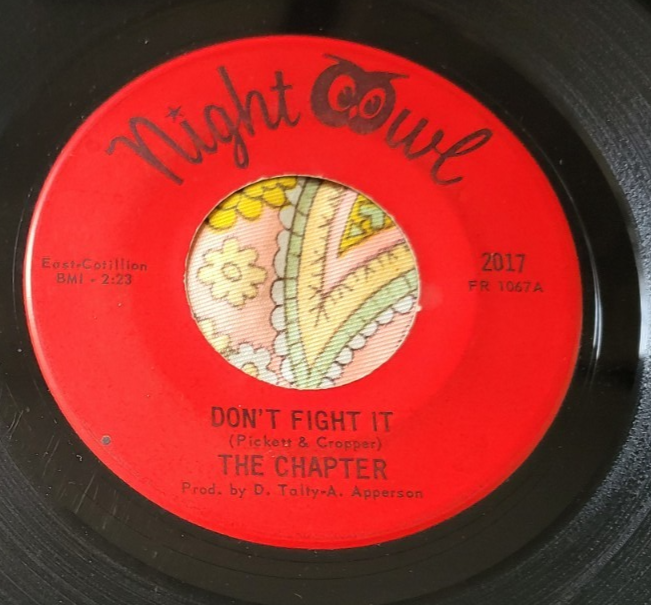 Night Owl
East-Cotillion
BMI - 2:23
2017
FR 1067A
DON'T FIGHT IT
(Pickett & Cropper)
THE CHAPTER
Prod. by D. Taity-A. Apperson